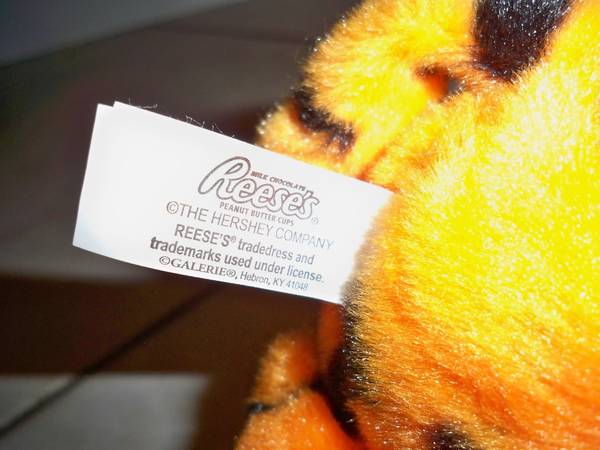 MILK CHOCOLATE
Reese's®
PEANUT BUTTER CUPS
©THE HERSHEY COMPANY
REESE'S® tradedress and
trademarks used under license.
©GALERIE®, Hebron, KY 41048